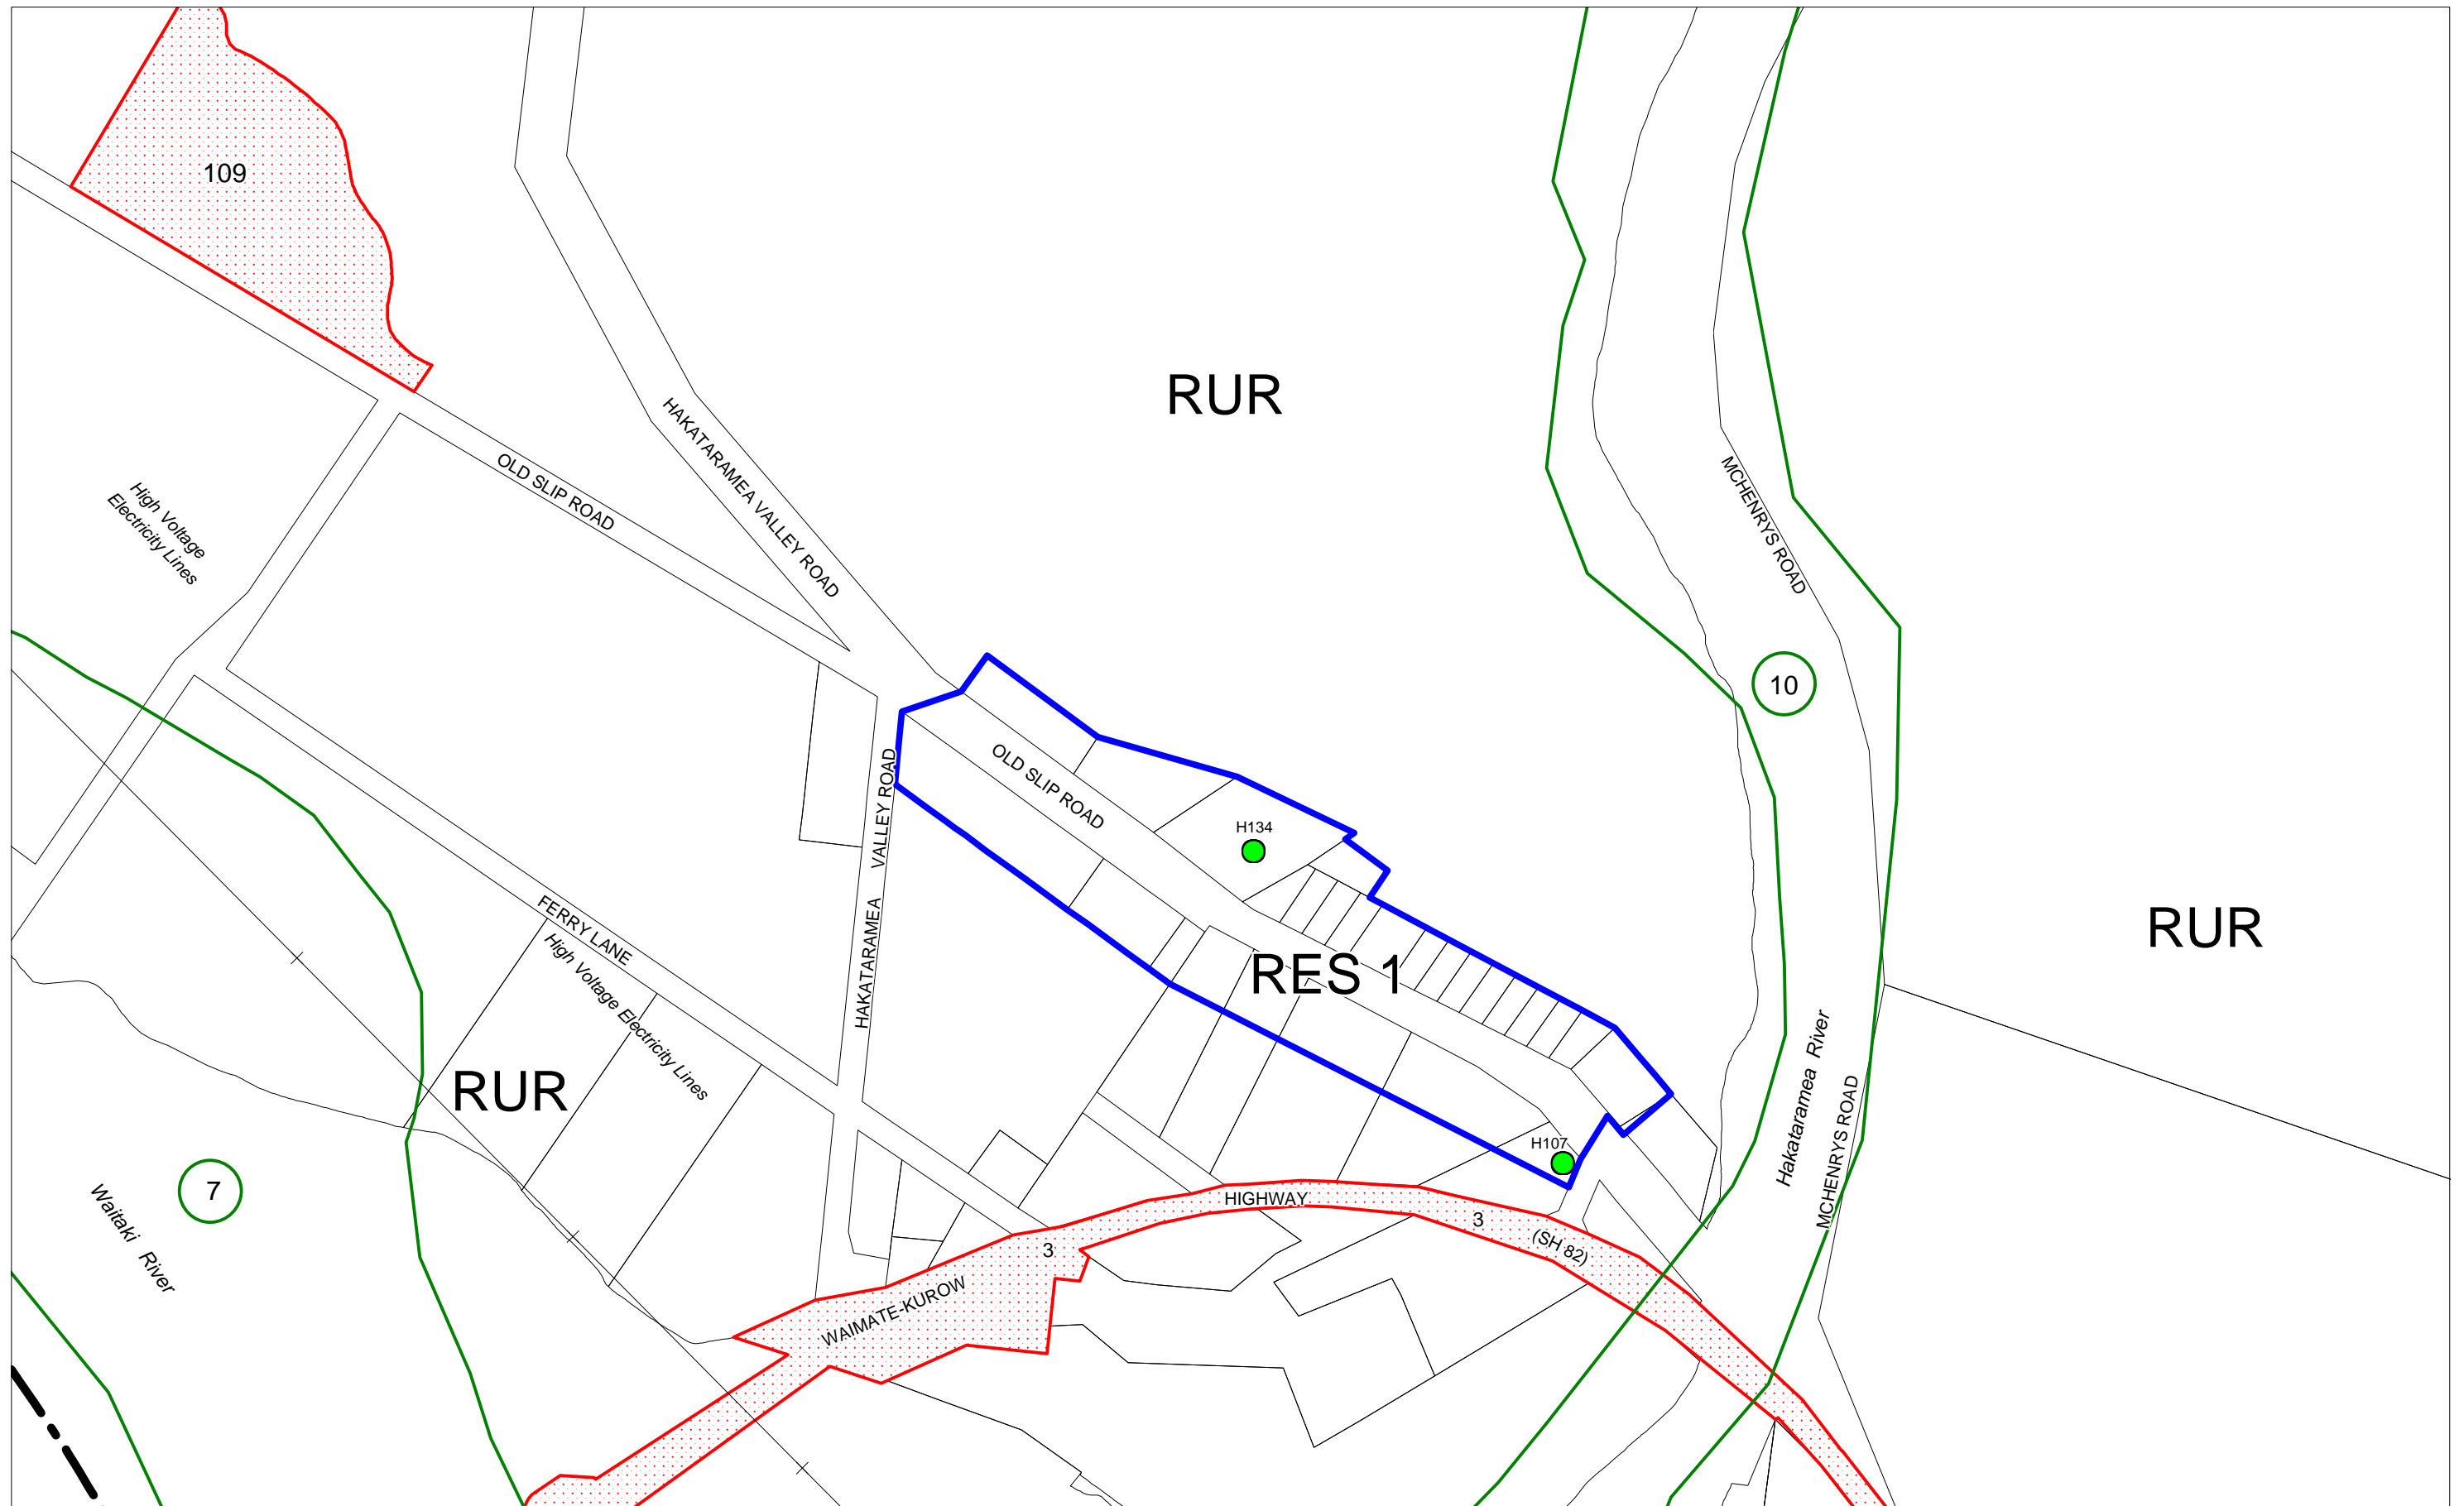 109
RUR
HAKATARAMEA VALLEY ROAD
OLD SLIP ROAD
High Voltage
Electricity Lines
MCHENRYS ROAD
10
OLD SLIP ROAD
HAKATARAMEA VALLEY ROAD
H134
FERRY LANE
High Voltage Electricity Lines
RES 1
RUR
RUR
Hakataramea River
MCHENRYS ROAD
H107
7
Waitaki River
HIGHWAY
3
(SH 82)
3
WAIMATE-KUROW